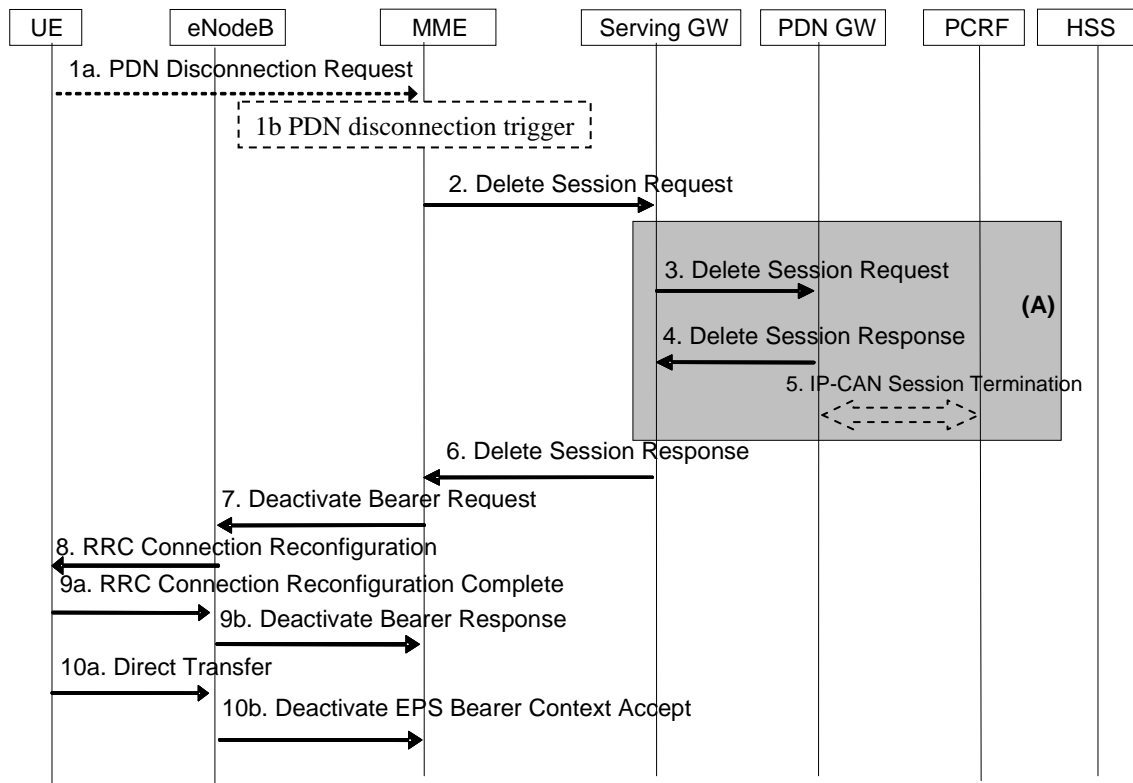 UE eNodeB MME Serving GW PDN GW PCRF HSS
1a. PDN Disconnection Request
1b PDN disconnection trigger
2. Delete Session Request
3. Delete Session Request
(A)
4. Delete Session Response
5. IP-CAN Session Termination
6. Delete Session Response
7. Deactivate Bearer Request
8. RRC Connection Reconfiguration
9a. RRC Connection Reconfiguration Complete
9b. Deactivate Bearer Response
10a. Direct Transfer
10b. Deactivate EPS Bearer Context Accept